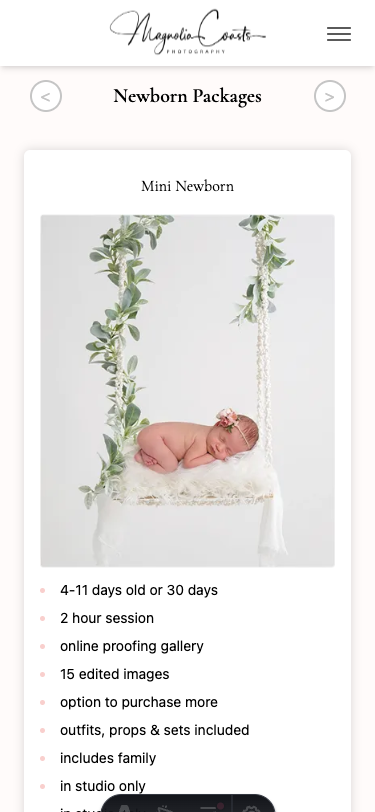 Magnolia Coasts
PHOTOGRAPHY
<
Newborn Packages
>
Mini Newborn
4-11 days old or 30 days
2 hour session
online proofing gallery
15 edited images
option to purchase more
outfits, props & sets included
includes family
in studio only